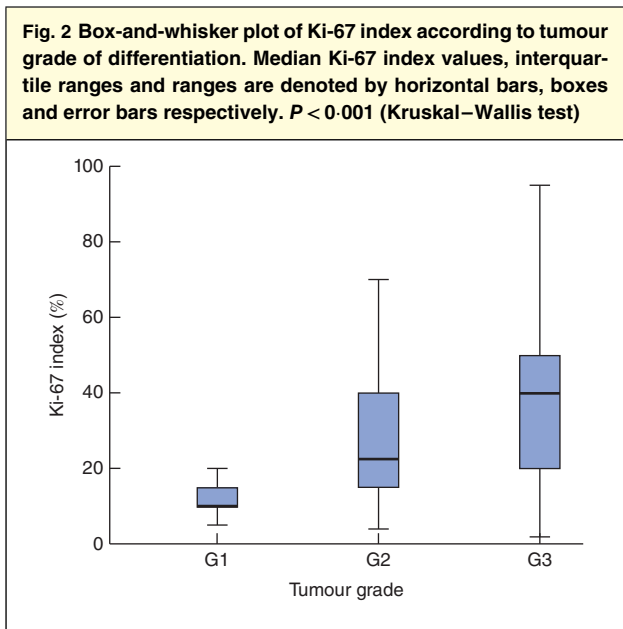 Fig. 2 Box-and-whisker plot of Ki-67 index according to tumour
grade of differentiation. Median Ki-67 index values, interquar-
tile ranges and ranges are denoted by horizontal bars, boxes
and error bars respectively. P < 0·001 (Kruskal–Wallis test)
100
80
60
40
20
0
Ki-67 index (%)
G1 G2 G3
Tumour grade